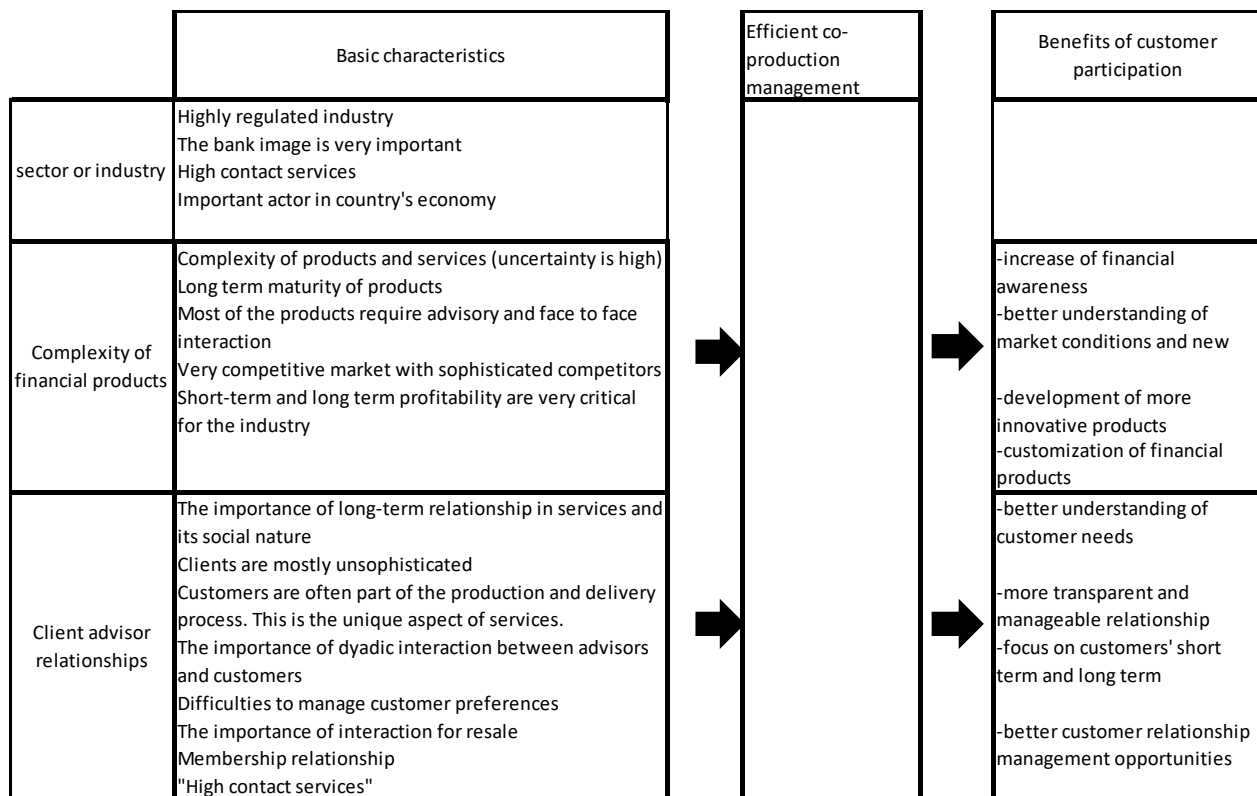 Basic characteristics
Efficient co-
production
management
Benefits of customer
participation
sector or industry
Highly regulated industry
The bank image is very important
High contact services
Important actor in country's economy
Complexity of
financial products
Complexity of products and services (uncertainty is high)
Long term maturity of products
Most of the products require advisory and face to face
interaction
Very competitive market with sophisticated competitors
Short-term and long term profitability are very critical
for the industry
-increase of financial
awareness
-better understanding of
market conditions and new
-development of more
innovative products
-customization of financial
products
Client advisor
relationships
The importance of long-term relationship in services and
its social nature
Clients are mostly unsophisticated
Customers are often part of the production and delivery
process. This is the unique aspect of services.
The importance of dyadic interaction between advisors
and customers
Difficulties to manage customer preferences
The importance of interaction for resale
Membership relationship
"High contact services"
-better understanding of
customer needs
-more transparent and
manageable relationship
-focus on customers' short
term and long term
-better customer relationship
management opportunities